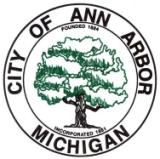 CITY OF ANN ARBOR
FOUNDED 1824
INCORPORATED 1851
MICHIGAN